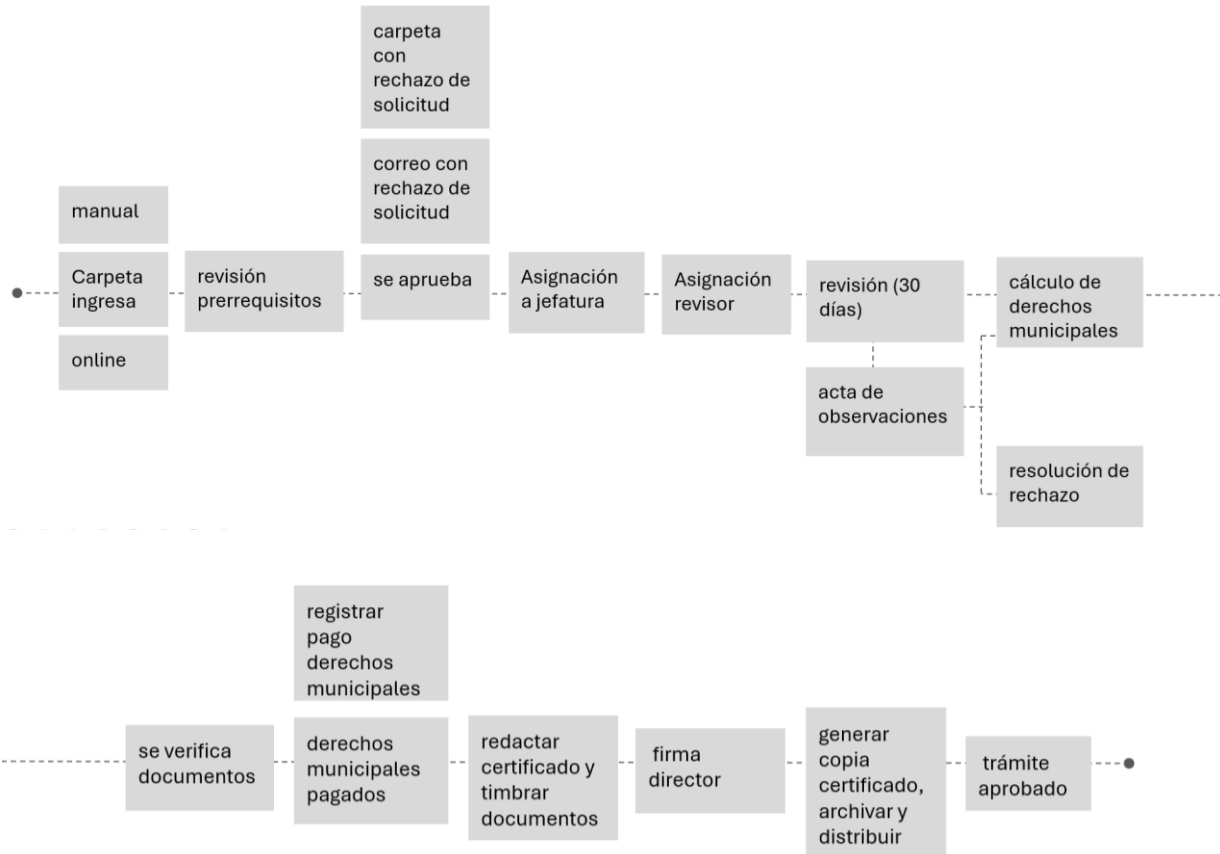 carpeta
con
rechazo de
solicitud
correo con
rechazo de
solicitud
manual
Carpeta
ingresa
online
revisión
prerrequisitos
se aprueba
Asignación
a jefatura
Asignación
revisor
revisión (30
días)
acta de
observaciones
cálculo de
derechos
municipales
resolución de
rechazo
se verifica
documentos
registrar
pago
derechos
municipales
derechos
municipales
pagados
redactar
certificado y
timbrar
documentos
firma
director
generar
copia
certificado,
archivar y
distribuir
trámite
aprobado